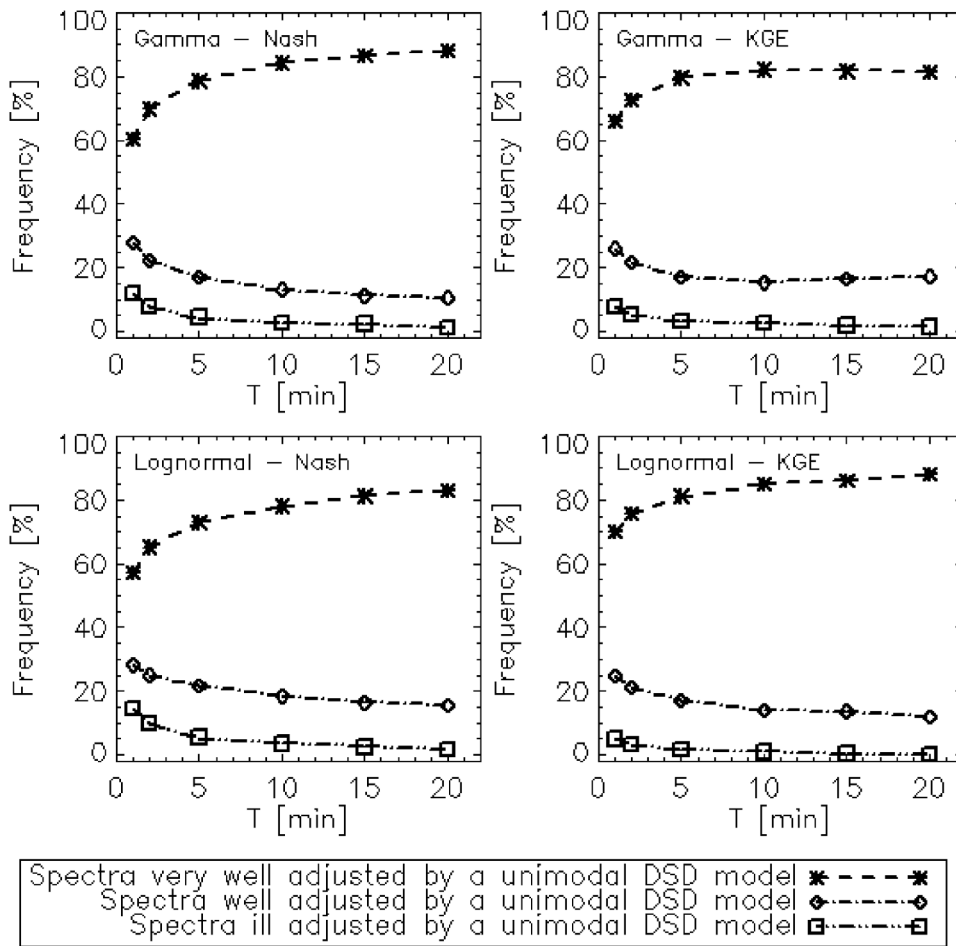 Gamma – Nash
Frequency [%]
100
80
60
40
20
0
0 5 10 15 20
T [min]
Gamma – KGE
Frequency [%]
100
80
60
40
20
0
0 5 10 15 20
T [min]
Lognormal – Nash
Frequency [%]
100
80
60
40
20
0
0 5 10 15 20
T [min]
Lognormal – KGE
Frequency [%]
100
80
60
40
20
0
0 5 10 15 20
T [min]
Spectra very well adjusted by a unimodal DSD model
Spectra well adjusted by a unimodal DSD model
Spectra ill adjusted by a unimodal DSD model